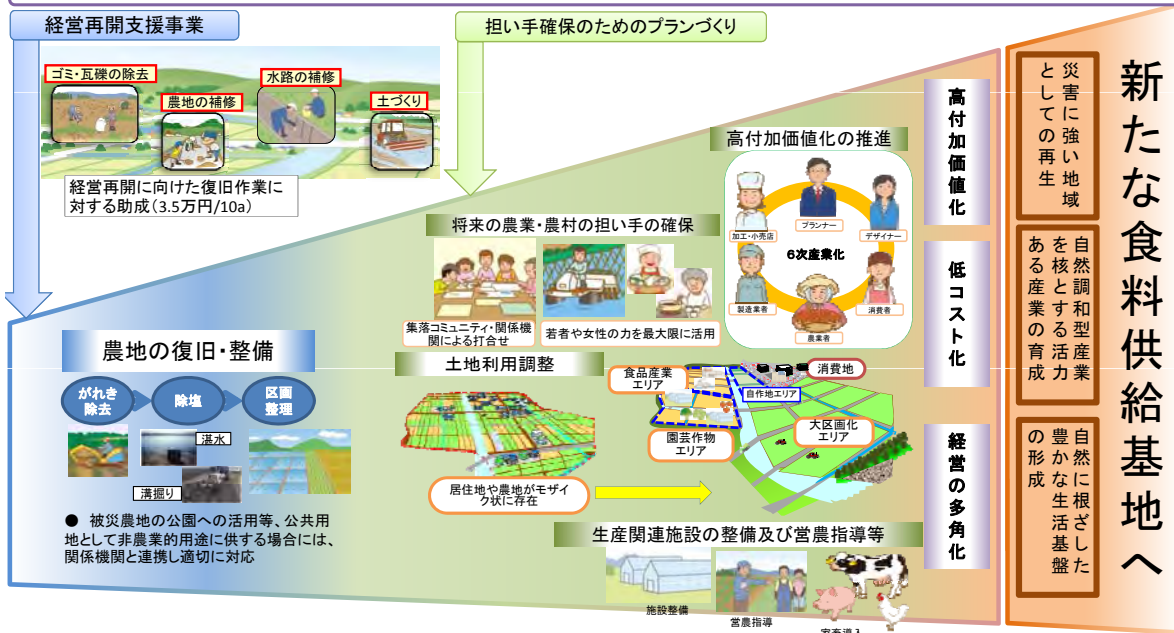 経営再開支援事業
担い手確保のためのプランづくり
ゴミ・瓦礫の除去
農地の補修
水路の補修
土づくり
経営再開に向けた復旧作業に
対する助成(3.5万円/10a)
農地の復旧・整備
がれき
除去
除塩
区画
整理
湛水
溝掘り
● 被災農地の公園への活用等、公共用
地として非農業的用途に供する場合には、
関係機関と連携し適切に対応
将来の農業・農村の担い手の確保
集落コミュニティ・関係機
関による打合せ
若者や女性の力を最大限に活用
高付加価値化の推進
プランナー
加工・小売店
デザイナー
6次産業化
製造業者
消費者
農業者
土地利用調整
居住地や農地がモザイ
ク状に存在
食品産業
エリア
消費地
自作地エリア
園芸作物
エリア
大区画化
エリア
生産関連施設の整備及び営農指導等
施設整備
営農指導
家畜導入
高付加価値化
低コスト化
経営の多角化
災害に強い地域
としての再生
自然調和型産業
を核とする活力
ある産業の育成
自然に根ざした
豊かな生活基盤
の形成
新たな食料供給基地へ